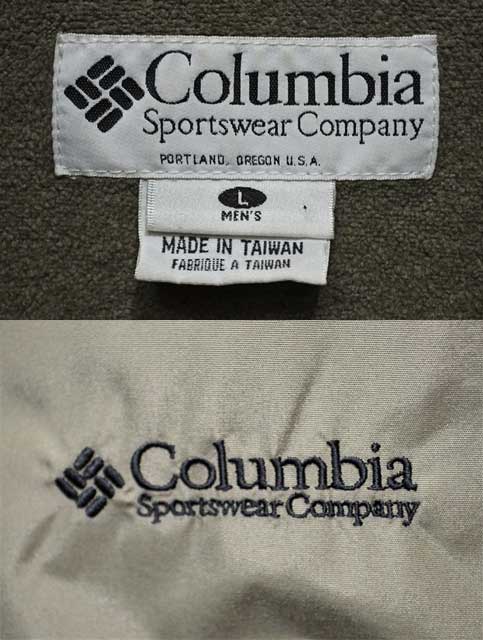 Columbia
Sportswear Company
PORTLAND, OREGON U.S.A.
L
MEN'S
MADE IN TAIWAN
FABRIQUE A TAIWAN
Columbia
Sportswear Company